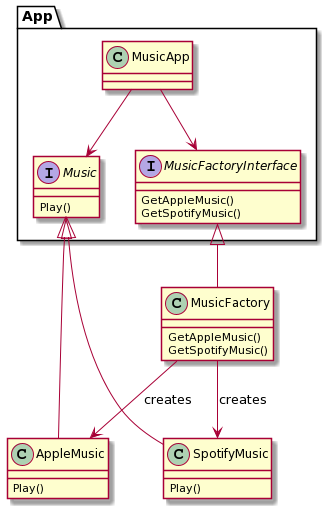 App
C MusicApp
I Music
Play()
I MusicFactoryInterface
GetAppleMusic()
GetSpotifyMusic()
C MusicFactory
GetAppleMusic()
GetSpotifyMusic()
creates
creates
C AppleMusic
Play()
C SpotifyMusic
Play()